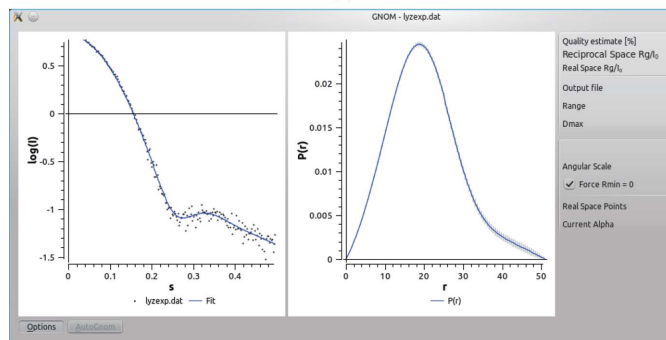 GNOM - lyzexp.dat
log(I)
0.5
0
-0.5
-1
-1.5
0 0.1 0.2 0.3 0.4
s
lyzexp.dat Fit
P(r)
0.02
0.015
0.01
0.005
0
0 10 20 30 40 50
r
P(r)
Quality estimate [%]
Reciprocal Space Rg/I₀
Real Space Rg/I₀
Output file
Range
Dmax
Angular Scale
Force Rmin = 0
Real Space Points
Current Alpha
Options AutoGnom